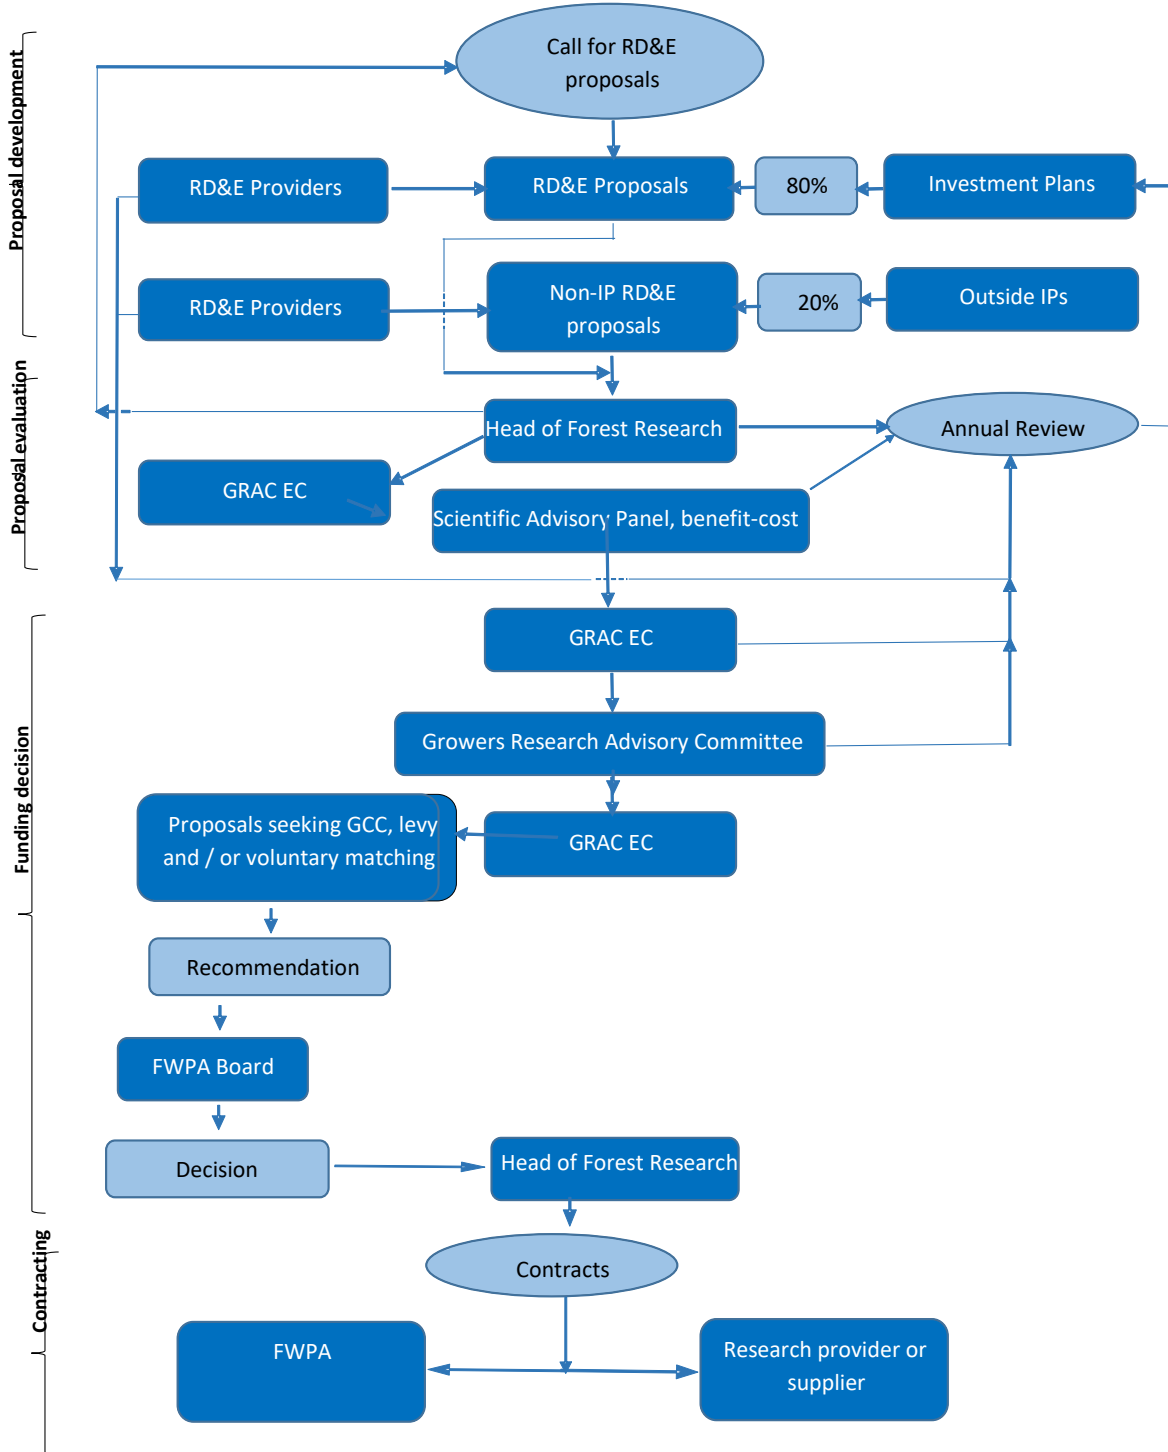 Call for RD&E
proposals
Proposal development
RD&E Providers
RD&E Proposals
80%
Investment Plans
RD&E Providers
Non-IP RD&E
proposals
20%
Outside IPs
Proposal evaluation
Head of Forest Research
Annual Review
GRAC EC
Scientific Advisory Panel, benefit-cost
GRAC EC
Funding decision
Growers Research Advisory Committee
Proposals seeking GCC, levy
and / or voluntary matching
GRAC EC
Recommendation
FWPA Board
Decision
Head of Forest Research
Contracting
Contracts
FWPA
Research provider or
supplier